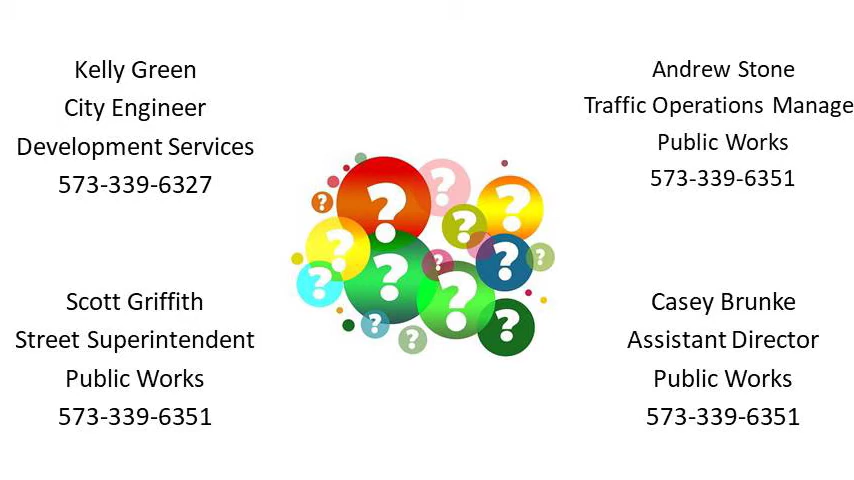 Kelly Green
City Engineer
Development Services
573-339-6327
Andrew Stone
Traffic Operations Manage
Public Works
573-339-6351
? ? ? ? ? ? ? ? ? ? ? ? ? ?
Scott Griffith
Street Superintendent
Public Works
573-339-6351
Casey Brunke
Assistant Director
Public Works
573-339-6351